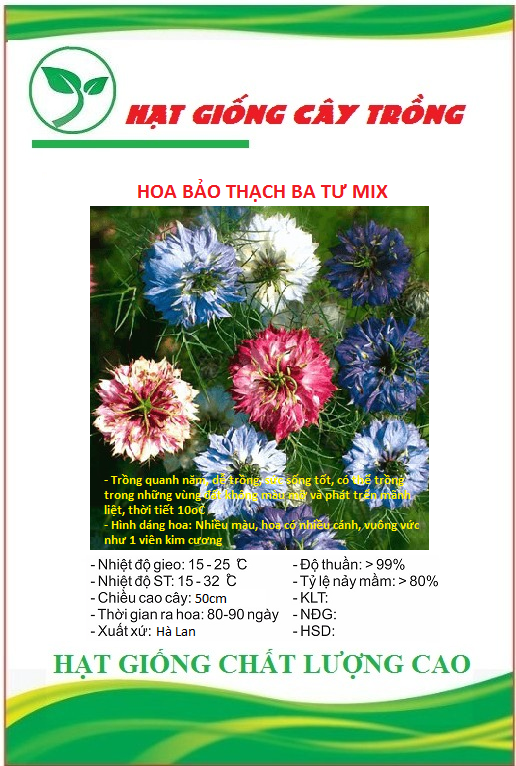 HẠT GIỐNG CÂY TRỒNG
HOA BẢO THẠCH BA TƯ MIX
- Trồng quanh năm, dễ trồng, sức sống tốt, có thể trồng
trong những vùng đất không màu mỡ và phát triển mãnh
liệt, thời tiết 10oC
- Hình dáng hoa: Nhiều màu, hoa có nhiều cánh, vuông vức
như 1 viên kim cương
- Nhiệt độ gieo: 15 - 25 ℃
- Nhiệt độ ST: 15 - 32 ℃
- Chiều cao cây: 50cm
- Thời gian ra hoa: 80-90 ngày
- Xuất xứ: Hà Lan
- Độ thuần: > 99%
- Tỷ lệ nảy mầm: > 80%
- KLT:
- NĐG:
- HSD:
HẠT GIỐNG CHẤT LƯỢNG CAO